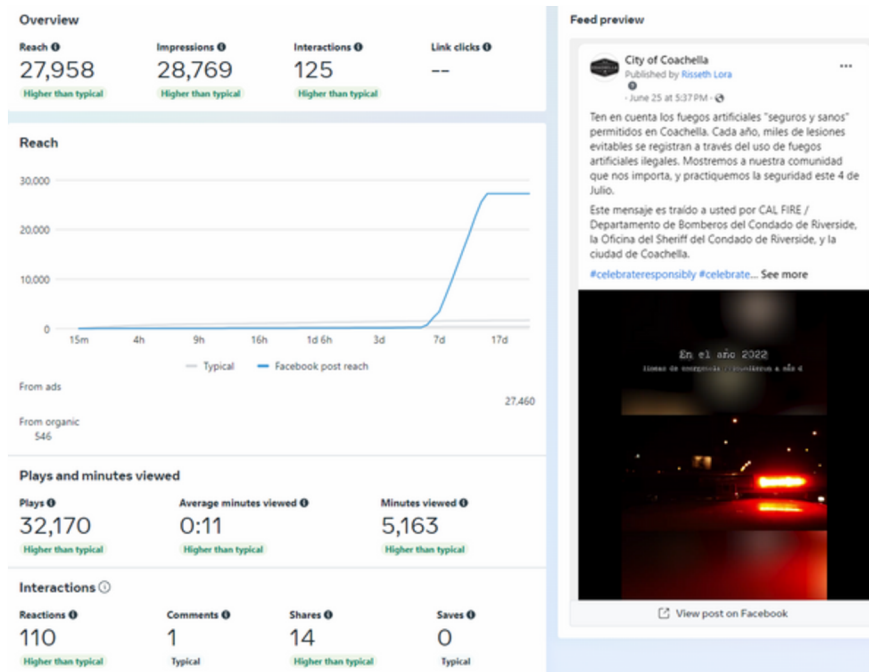 Overview
Reach
Impressions
Interactions
Link clicks
27,958
28,769
125
--
Higher than typical
Higher than typical
Higher than typical
Reach
30.000
20.000
10.000
0
15m 4h 9h 16h 1d 6h 3d 7d 17d
Typical Facebook post reach
From ads
27,460
From organic
546
Plays and minutes viewed
Plays
Average minutes viewed
Minutes viewed
32,170
0:11
5,163
Higher than typical
Higher than typical
Higher than typical
Interactions
Reactions
Comments
Shares
Saves
110
1
14
0
Higher than typical
Typical
Higher than typical
Typical
Feed preview
City of Coachella
Published by Risseth Lora
· June 25 at 5:37 PM ·
Ten en cuenta los fuegos artificiales "seguros y sanos"
permitidos en Coachella. Cada año, miles de lesiones
evitables se registran a través del uso de fuegos
artificiales ilegales. Mostremos a nuestra comunidad
que nos importa, y practiquemos la seguridad este 4 de
Julio.
Este mensaje es traído a usted por CAL FIRE /
Departamento de Bomberos del Condado de Riverside,
la Oficina del Sheriff del Condado de Riverside, y la
ciudad de Coachella.
#celebrateresponsibly #celebrate... See more
En el año 2022
a más d
View post on Facebook